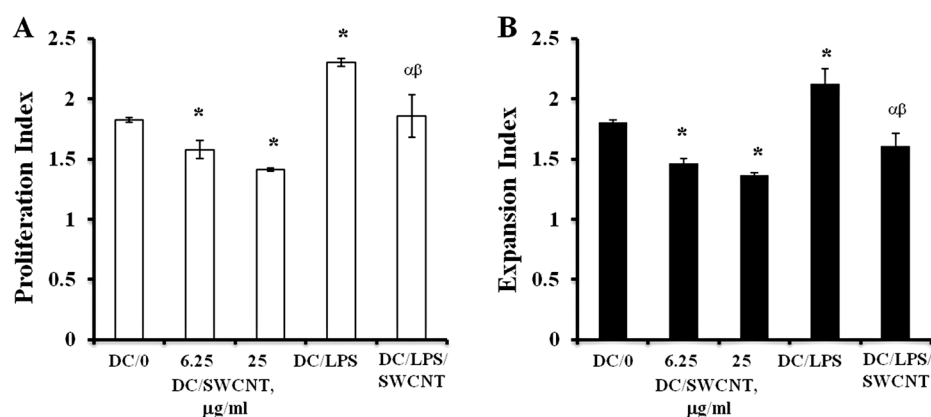 A
Proliferation Index
2.5
2
1.5
1
0.5
0
*
*
*
αβ
DC/0
6.25
25
DC/LPS
DC/LPS/
SWCNT
DC/SWCNT,
µg/ml
B
Expansion Index
2.5
2
1.5
1
0.5
0
*
*
*
αβ
DC/0
6.25
25
DC/LPS
DC/LPS/
SWCNT
DC/SWCNT,
µg/ml